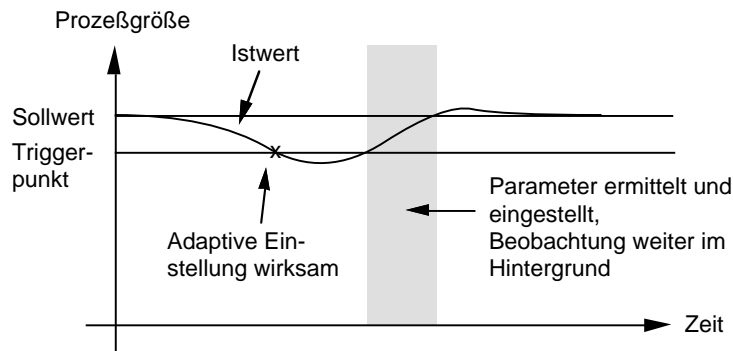 Prozeßgröße
Istwert
Sollwert
Trigger-
punkt
x
Adaptive Ein-
stellung wirksam
Parameter ermittelt und
eingestellt,
Beobachtung weiter im
Hintergrund
Zeit